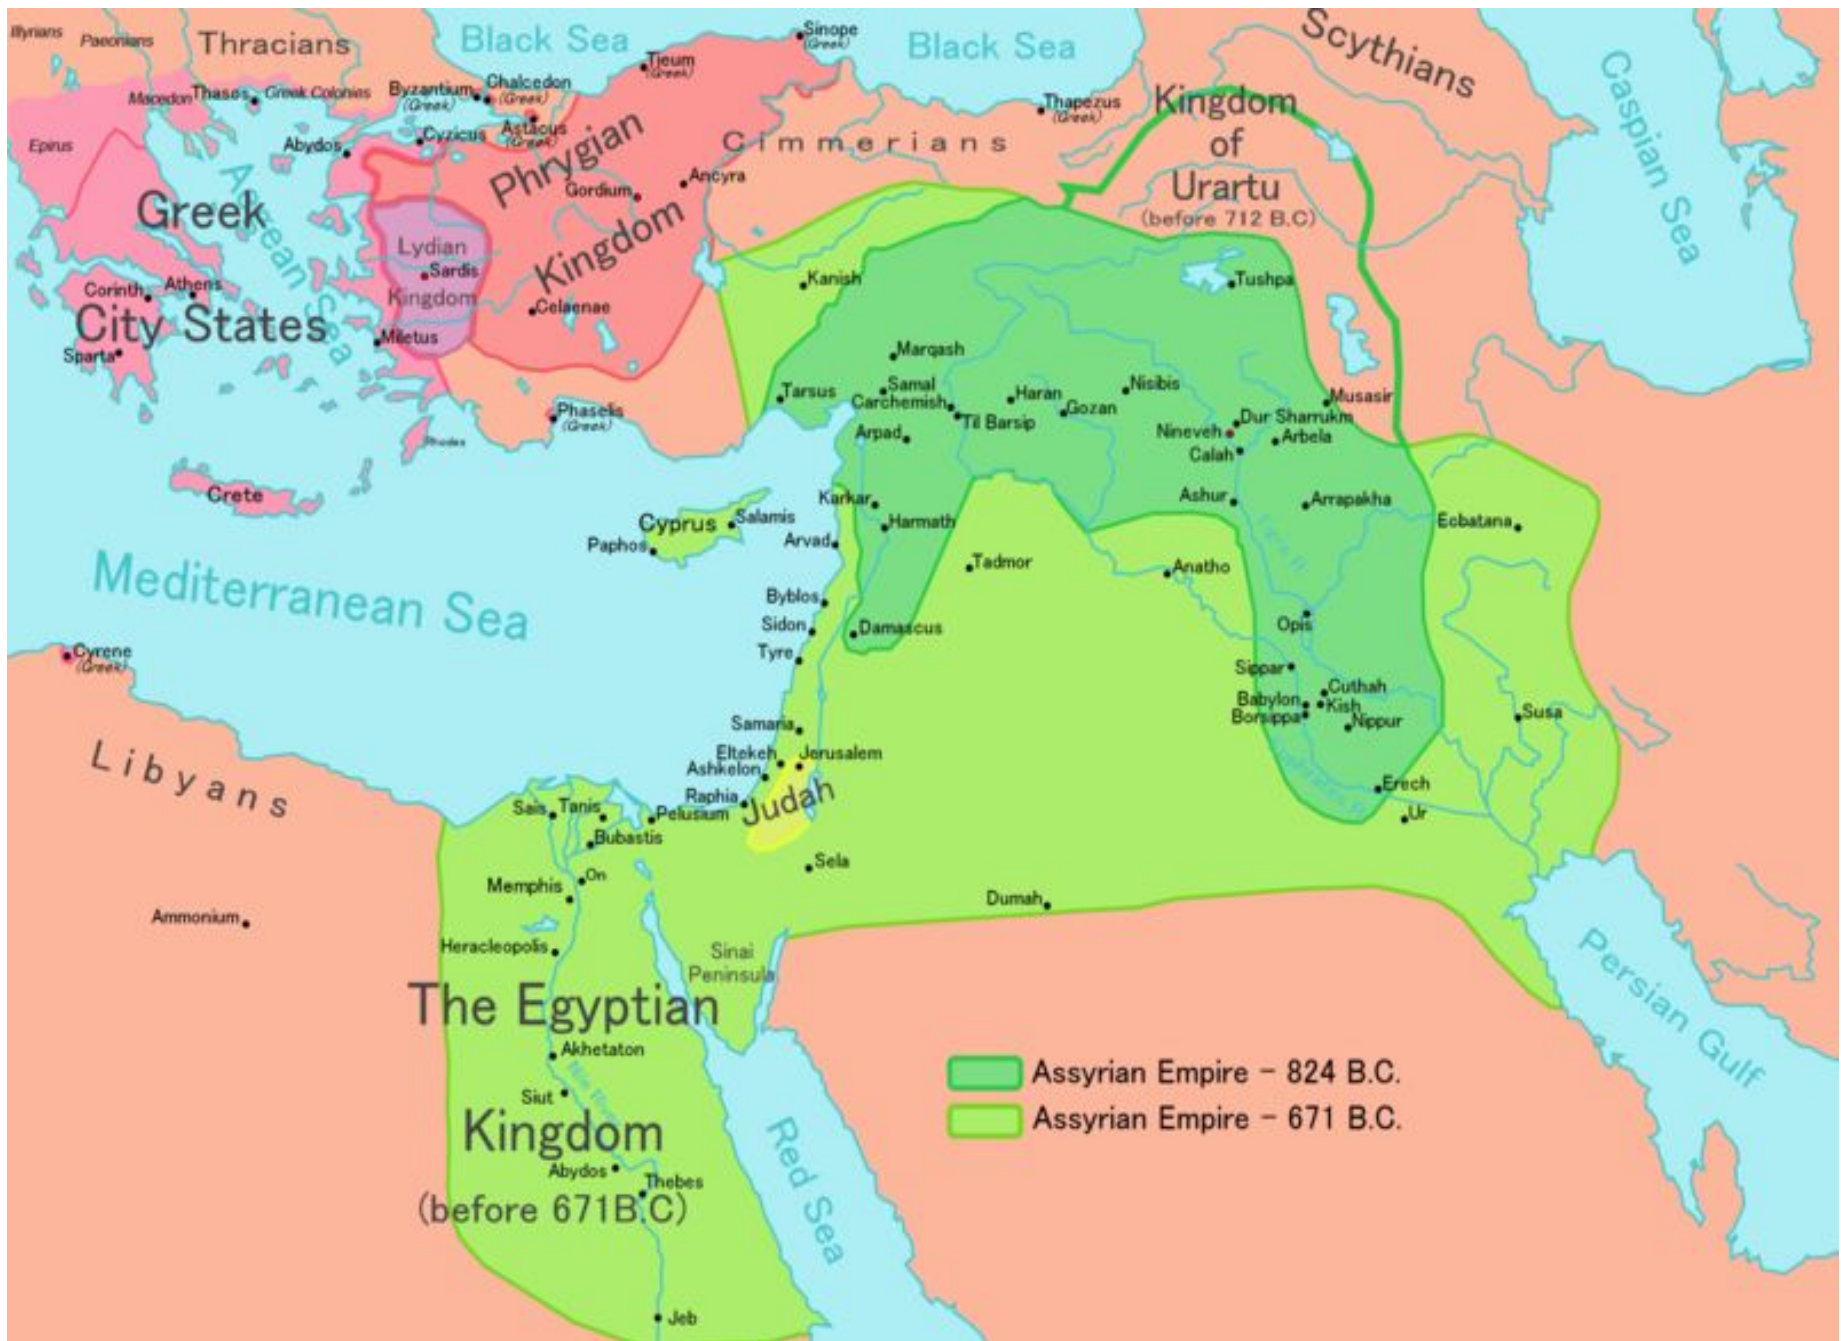 Illyrians
Paeonians
Thracians
Black Sea
Sinope
(Greek)
Black Sea
Scythians
Caspian Sea
Tieum
(Greek)
Macedon
Thasos
Greek Colonies
Byzantium
(Greek)
Chalcedon
(Greek)
Thapezus
(Greek)
Kingdom
of
Urartu
(before 712 B.C)
Epirus
Abydos
Cyzicus
Astacus
(Greek)
Cimmerians
Phrygian
Kingdom
Gordium
Ancyra
Greek
City States
Aegean Sea
Lydian
Kingdom
Sardis
Celaenae
Miletus
Corinth
Athens
Sparta
Kanish
Tushpa
Marqash
Tarsus
Samal
Carchemish
Til Barsip
Haran
Gozan
Nisibis
Musasir
Dur Sharrukm
Nineveh
Arbela
Calah
Arpad
Phaselis
(Greek)
Rhodes
Crete
Karkar
Harmath
Ashur
Arrapakha
Ecbatana
Cyprus
Salamis
Paphos
Arvad
Tadmor
Anatho
Tigris R.
Mediterranean Sea
Byblos
Sidon
Damascus
Tyre
Opis
Cyrene
(Greek)
Sippar
Cuthah
Babylon
Kish
Borsippa
Nippur
Susa
Samaria
Eltekeh
Jerusalem
Ashkelon
Raphia
Judah
Euphrates R.
Erech
Ur
Libyans
Sais
Tanis
Pelusium
Bubastis
Sela
On
Memphis
Dumah
Ammonium
Heracleopolis
Sinai
Peninsula
Persian Gulf
The Egyptian
Kingdom
(before 671B.C)
Akhetaton
Siut
Abydos
Thebes
Jeb
Red Sea
Assyrian Empire - 824 B.C.
Assyrian Empire - 671 B.C.